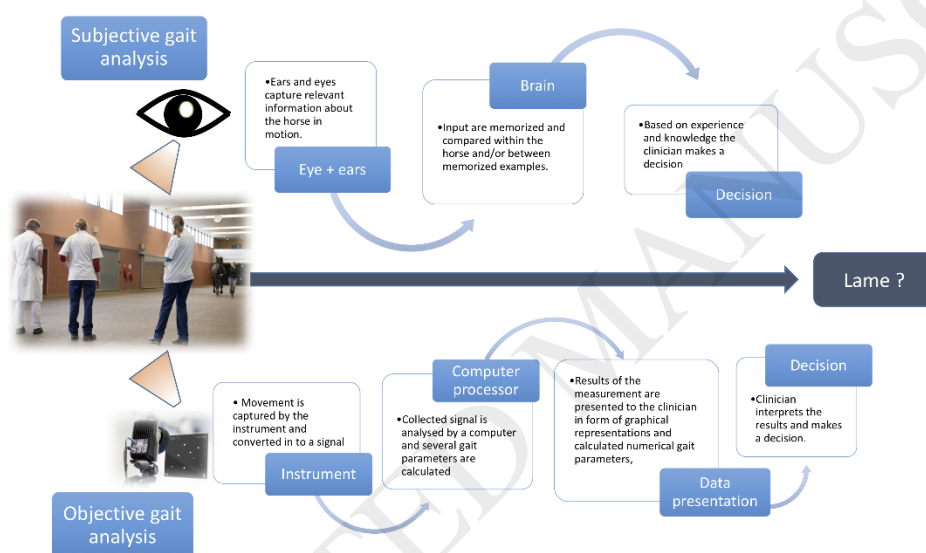 Subjective gait
analysis
•Ears and eyes
capture relevant
information about
the horse in
motion.
Eye + ears
Brain
•Input are memorized and
compared within the
horse and/or between
memorized examples.
•Based on experience
and knowledge the
clinician makes a
decision
Decision
Lame ?
Objective gait
analysis
• Movement is
captured by the
instrument and
converted in to a signal
Instrument
Computer
processor
•Collected signal is
analysed by a computer
and several gait
parameters are
calculated
•Results of the
measurement are
presented to the clinician
in form of graphical
representations and
calculated numerical gait
parameters,
Data
presentation
Decision
•Clinician
interprets the
results and makes
a decision.
TED MANUSC